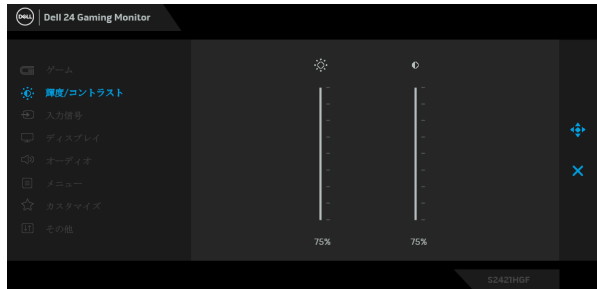 DELL
Dell 24 Gaming Monitor
ゲーム
輝度/コントラスト
入力信号
ディスプレイ
オーディオ
メニュー
カスタマイズ
その他
75%
75%
S2421HGF